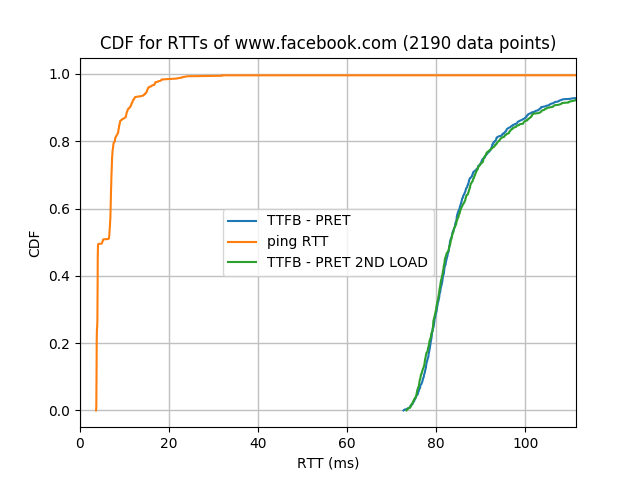 CDF for RTTs of www.facebook.com (2190 data points)
1.0
0.8
0.6
0.4
0.2
0.0
CDF
TTFB - PRET
ping RTT
TTFB - PRET 2ND LOAD
0 20 40 60 80 100
RTT (ms)